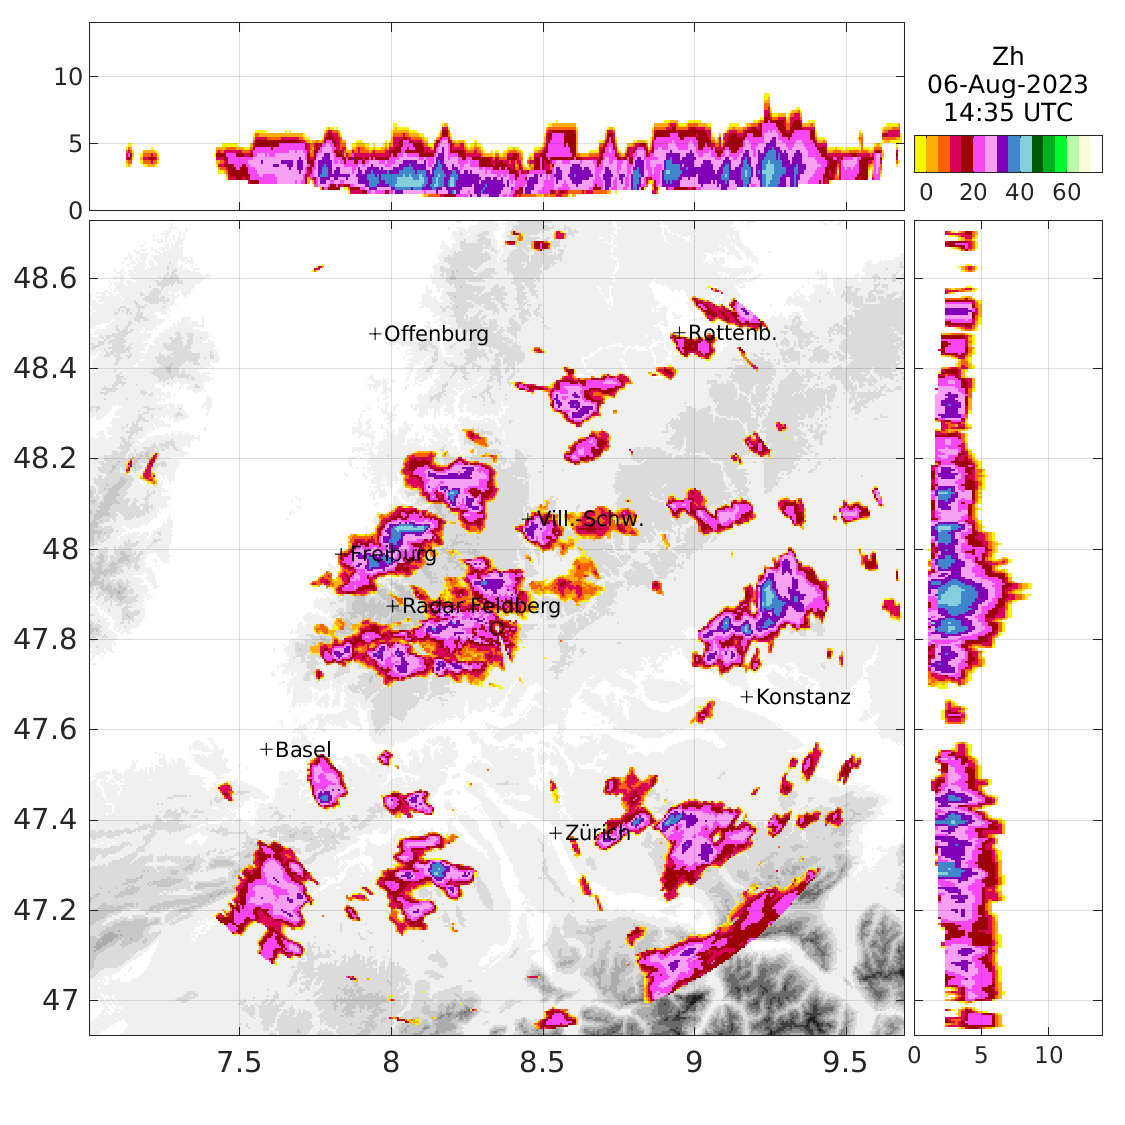 10
5
0
Zh
06-Aug-2023
14:35 UTC
0 20 40 60
48.6
48.4
48.2
48
47.8
47.6
47.4
47.2
47
+Offenburg
+Rottenb.
+Vill.-Schw.
+Freiburg
+Radar Feldberg
+Konstanz
+Basel
+Zürich
7.5 8 8.5 9 9.5
0 5 10